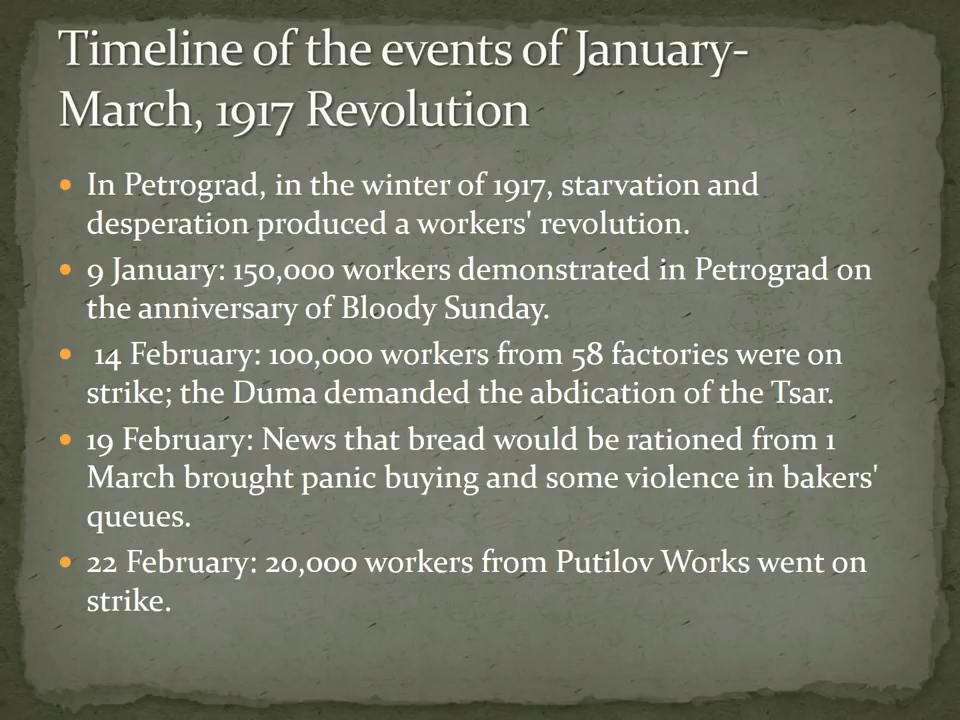 Timeline of the events of January-
March, 1917 Revolution
• In Petrograd, in the winter of 1917, starvation and
desperation produced a workers' revolution.
• 9 January: 150,000 workers demonstrated in Petrograd on
the anniversary of Bloody Sunday.
• 14 February: 100,000 workers from 58 factories were on
strike; the Duma demanded the abdication of the Tsar.
• 19 February: News that bread would be rationed from 1
March brought panic buying and some violence in bakers'
queues.
• 22 February: 20,000 workers from Putilov Works went on
strike.